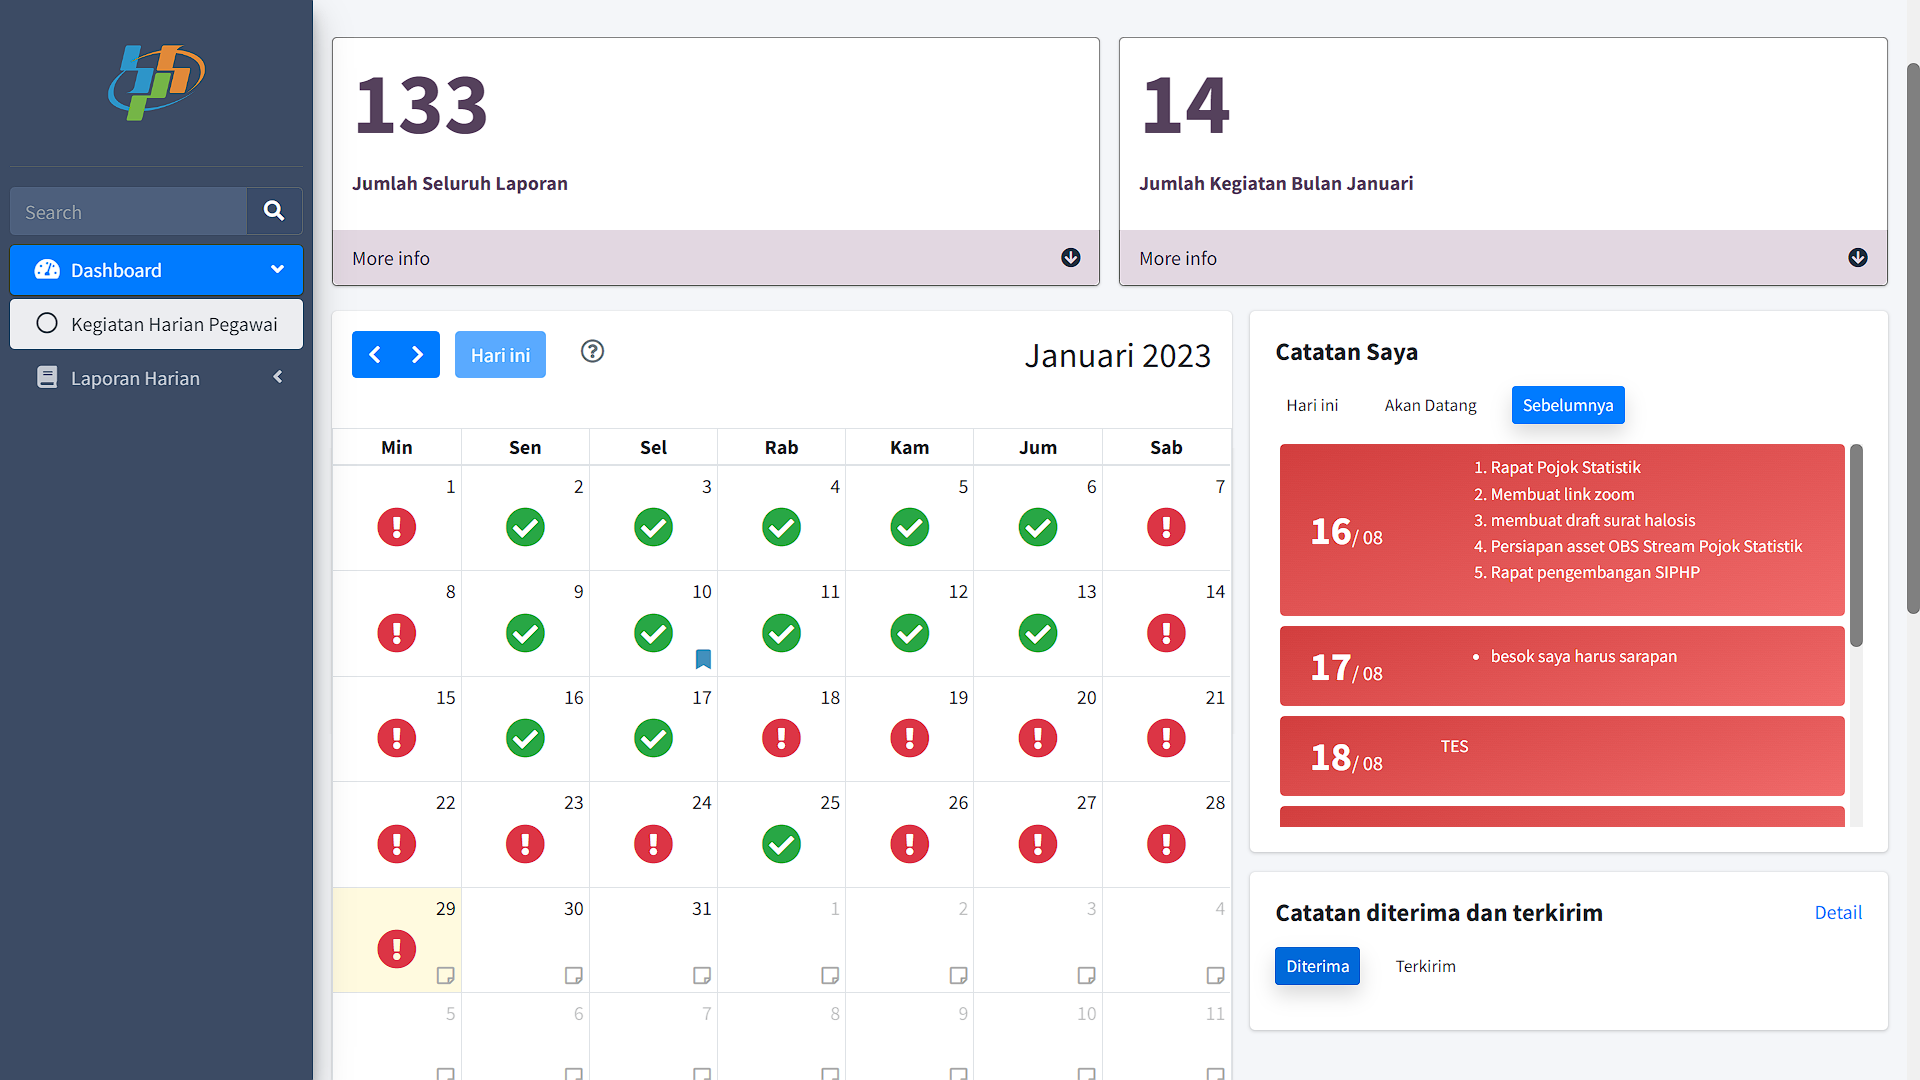 Search
Dashboard
Kegiatan Harian Pegawai
Laporan Harian
133
Jumlah Seluruh Laporan
More info
14
Jumlah Kegiatan Bulan Januari
More info
Hari ini
Januari 2023
Min Sen Sel Rab Kam Jum Sab
1 2 3 4 5 6 7
8 9 10 11 12 13 14
15 16 17 18 19 20 21
22 23 24 25 26 27 28
29 30 31 1 2 3 4
5 6 7 8 9 10 11
Catatan Saya
Hari ini Akan Datang Sebelumnya
16/ 08
1. Rapat Pojok Statistik
2. Membuat link zoom
3. membuat draft surat halosis
4. Persiapan asset OBS Stream Pojok Statistik
5. Rapat pengembangan SIPHP
17/ 08
• besok saya harus sarapan
18/ 08
TES
Catatan diterima dan terkirim
Detail
Diterima Terkirim